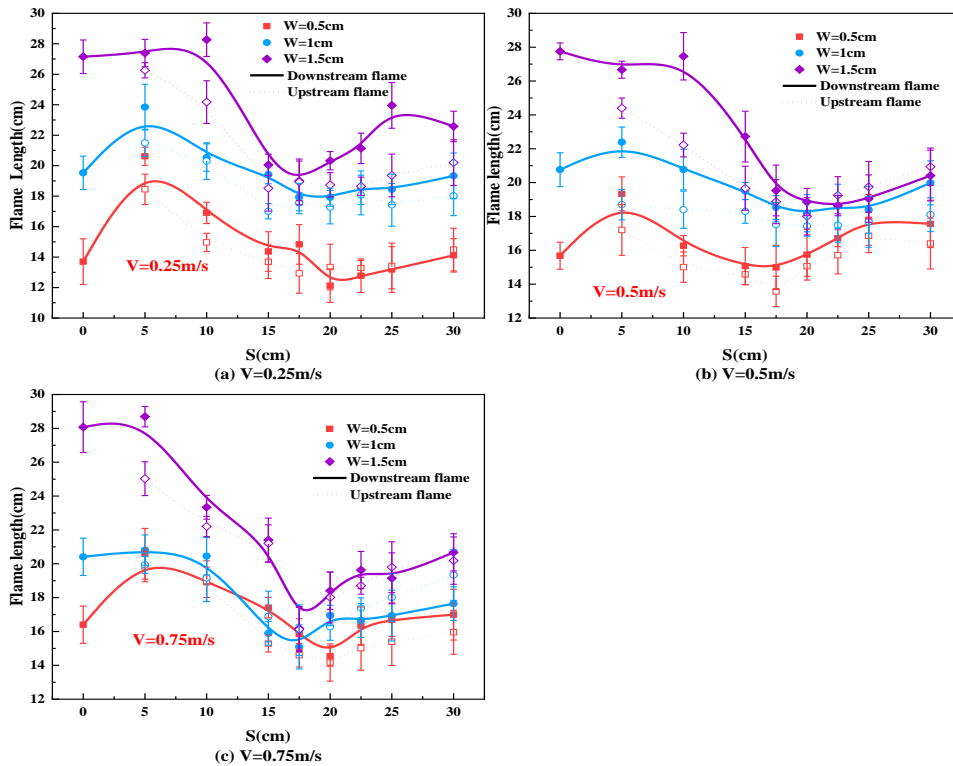 30
28
26
24
22
20
18
16
14
12
10
Flame Length(cm)
W=0.5cm
W=1cm
W=1.5cm
Downstream flame
Upstream flame
V=0.25m/s
0 5 10 15 20 25 30
S(cm)
(a) V=0.25m/s
30
28
26
24
22
20
18
16
14
12
Flame length(cm)
W=0.5cm
W=1cm
W=1.5cm
Downstream flame
Upstream flame
V=0.5m/s
0 5 10 15 20 25 30
S(cm)
(b) V=0.5m/s
30
28
26
24
22
20
18
16
14
12
Flame length(cm)
W=0.5cm
W=1cm
W=1.5cm
Downstream flame
Upstream flame
V=0.75m/s
0 5 10 15 20 25 30
S(cm)
(c) V=0.75m/s